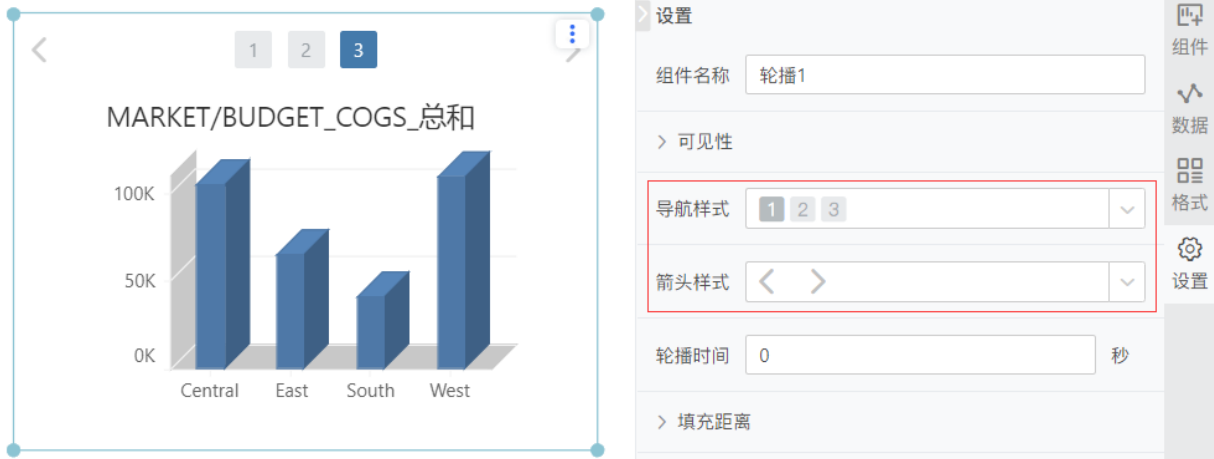 1 2 3
MARKET/BUDGET_COGS_总和
100K
50K
0K
Central East South West
设置
组件名称 轮播1
可见性
导航样式 1 2 3
箭头样式
轮播时间 0 秒
填充距离
组件
数据
格式
设置